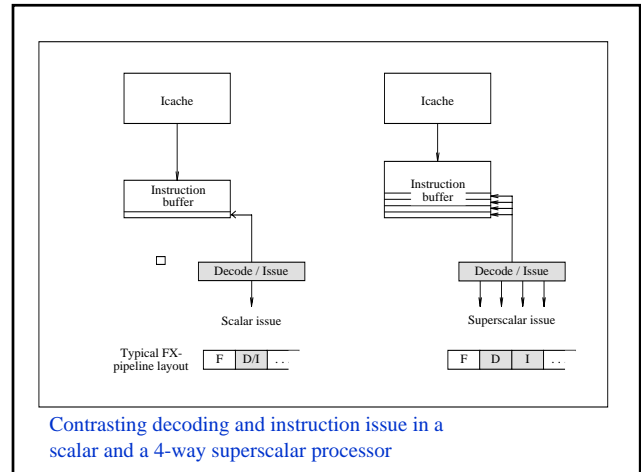 Icache
Icache
Instruction
buffer
Instruction
buffer
Decode / Issue
Decode / Issue
Scalar issue
Superscalar issue
Typical FX-
pipeline layout
F D/I . . .
F D I . . .
Contrasting decoding and instruction issue in a
scalar and a 4-way superscalar processor